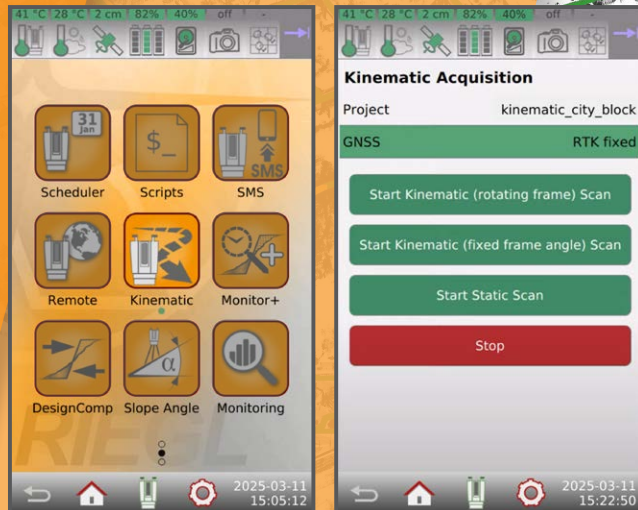 41 °C 28 °C 2 cm 82% 40% off -
31
Jan
$_
SMS
Scheduler Scripts SMS
Remote Kinematic Monitor+
α
DesignComp Slope Angle Monitoring
RIEGL
2025-03-11
15:05:12
41 °C 28 °C 2 cm 82% 40% off -
Kinematic Acquisition
Project kinematic_city_block
GNSS RTK fixed
Start Kinematic (rotating frame) Scan
Start Kinematic (fixed frame angle) Scan
Start Static Scan
Stop
2025-03-11
15:22:50